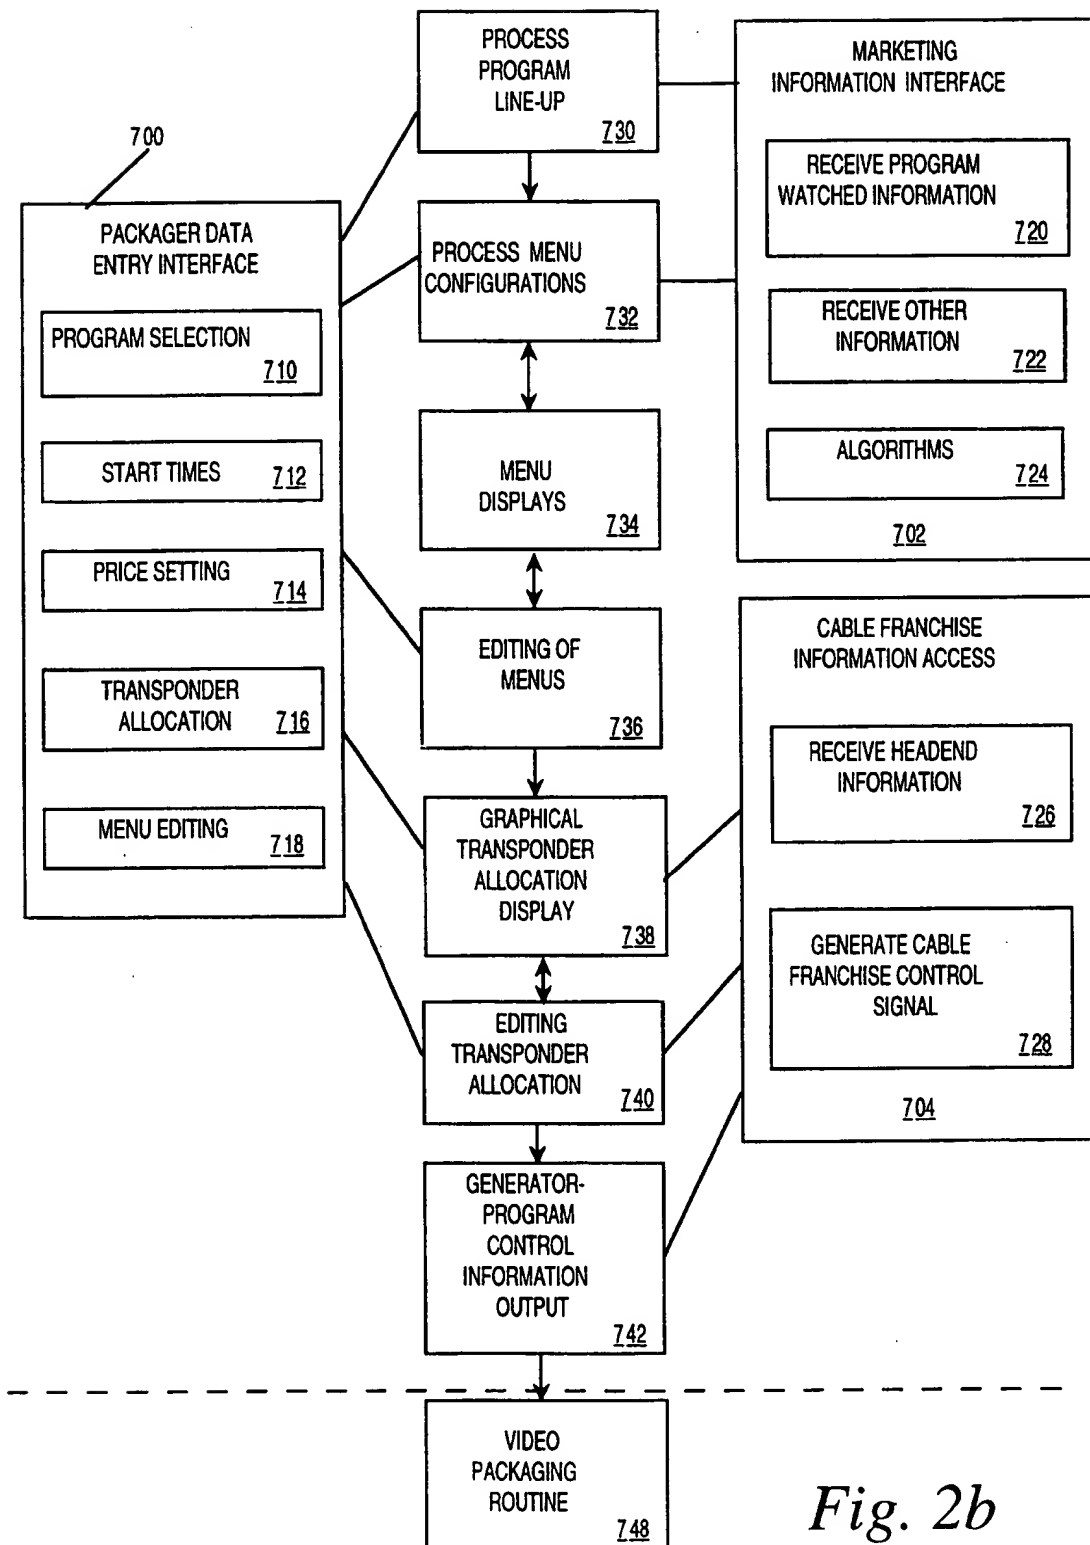 PROCESS
PROGRAM
LINE-UP
730
MARKETING
INFORMATION INTERFACE
RECEIVE PROGRAM
WATCHED INFORMATION
720
RECEIVE OTHER
INFORMATION
722
ALGORITHMS
724
702
700
PACKAGER DATA
ENTRY INTERFACE
PROGRAM SELECTION
710
START TIMES
712
PRICE SETTING
714
TRANSPONDER
ALLOCATION
716
MENU EDITING
718
PROCESS MENU
CONFIGURATIONS
732
MENU
DISPLAYS
734
EDITING OF
MENUS
736
GRAPHICAL
TRANSPONDER
ALLOCATION
DISPLAY
738
EDITING
TRANSPONDER
ALLOCATION
740
CABLE FRANCHISE
INFORMATION ACCESS
RECEIVE HEADEND
INFORMATION
726
GENERATE CABLE
FRANCHISE CONTROL
SIGNAL
728
704
GENERATOR-
PROGRAM
CONTROL
INFORMATION
OUTPUT
742
VIDEO
PACKAGING
ROUTINE
748
Fig. 2b